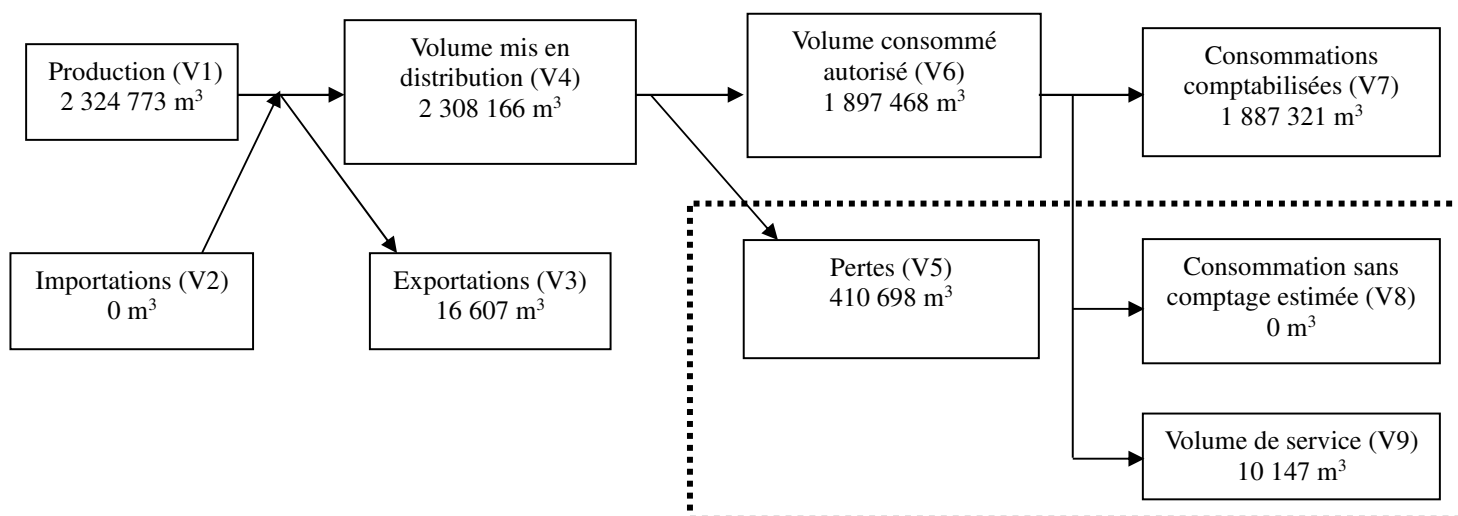 Production (V1)
2 324 773 m³
Volume mis en
distribution (V4)
2 308 166 m³
Volume consommé
autorisé (V6)
1 897 468 m³
Consommations
comptabilisées (V7)
1 887 321 m³
Importations (V2)
0 m³
Exportations (V3)
16 607 m³
Pertes (V5)
410 698 m³
Consommation sans
comptage estimée (V8)
0 m³
Volume de service (V9)
10 147 m³